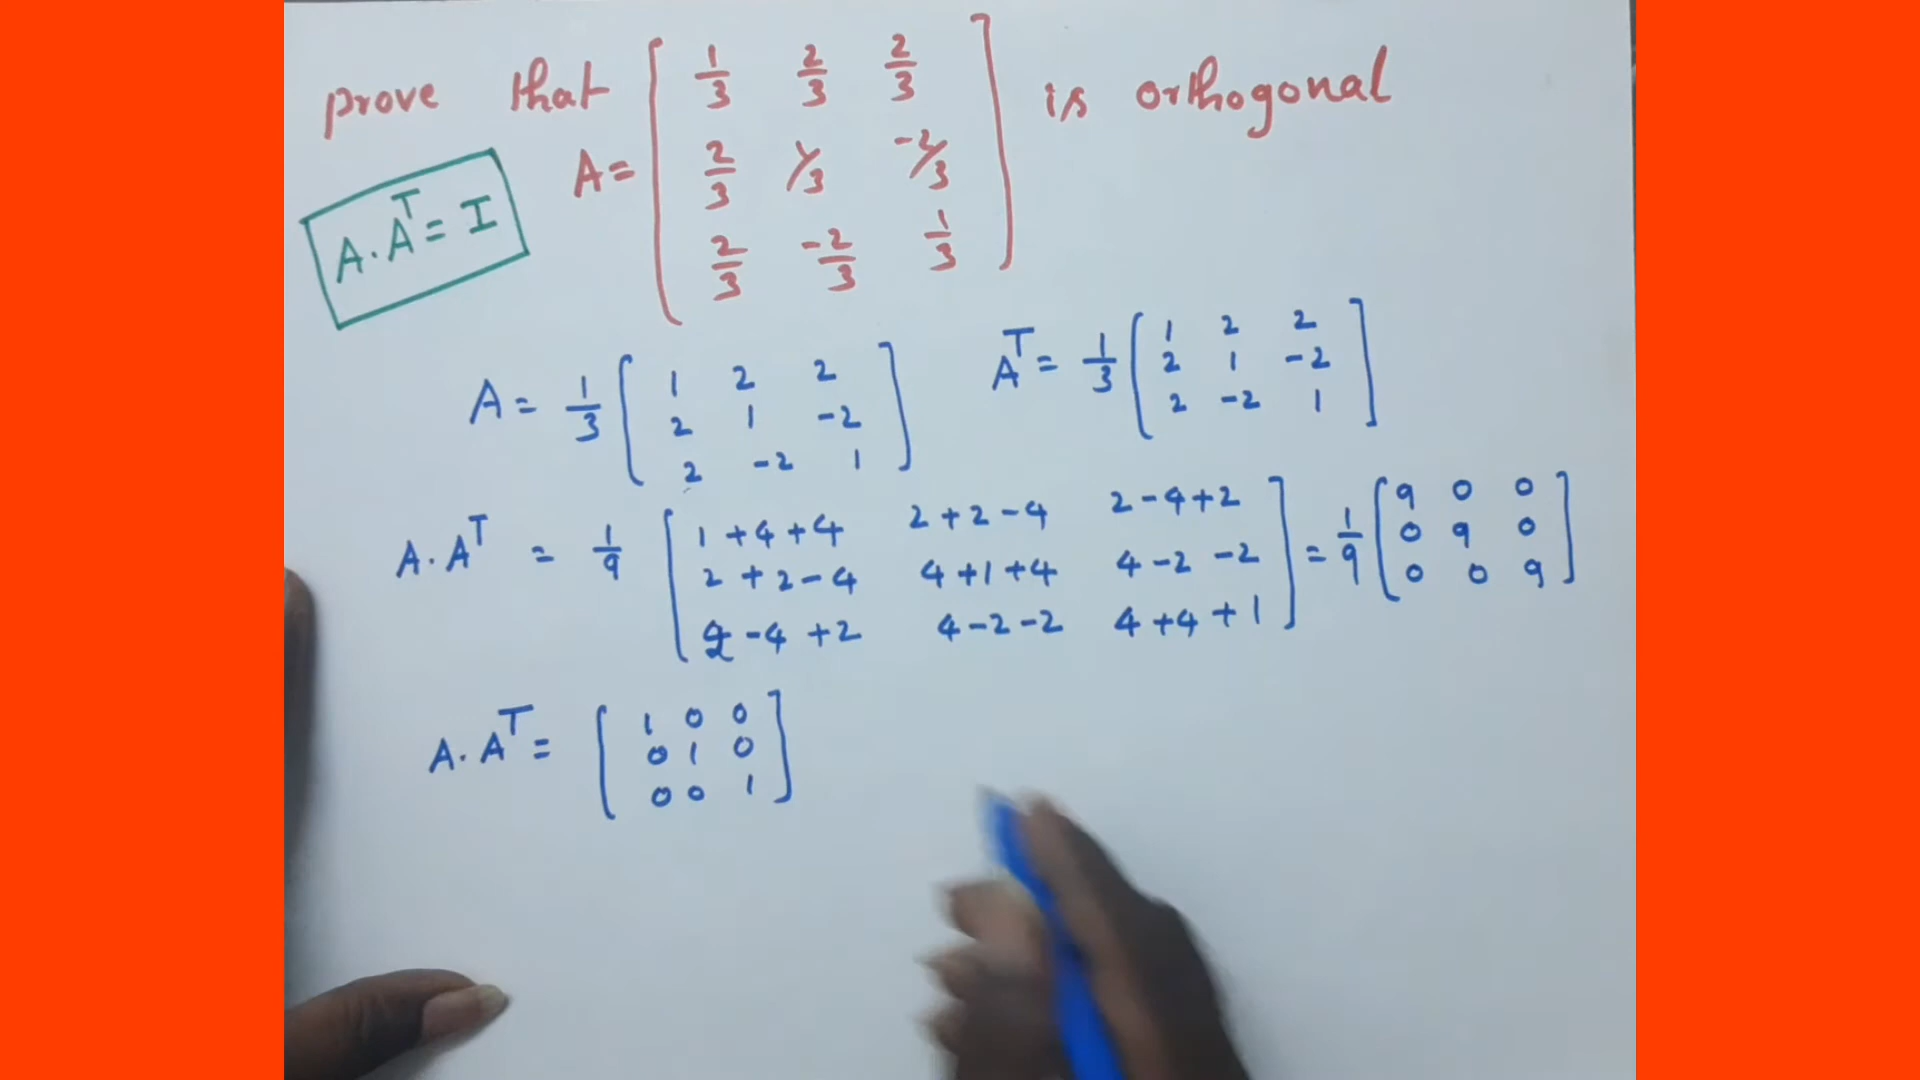 prove that A = [ 1/3 2/3 2/3 ] is orthogonal
[ 2/3 1/3 -2/3 ]
[ 2/3 -2/3 1/3 ]
A . A^T = I
A = 1/3 [ 1 2 2 ]
[ 2 1 -2 ]
[ 2 -2 1 ]
A^T = 1/3 [ 1 2 2 ]
[ 2 1 -2 ]
[ 2 -2 1 ]
A . A^T = 1/9 [ 1+4+4 2+2-4 2-4+2 ] = 1/9 [ 9 0 0 ]
[ 2+2-4 4+1+4 4-2-2 ] [ 0 9 0 ]
[ 2-4+2 4-2-2 4+4+1 ] [ 0 0 9 ]
A . A^T = [ 1 0 0 ]
[ 0 1 0 ]
[ 0 0 1 ]